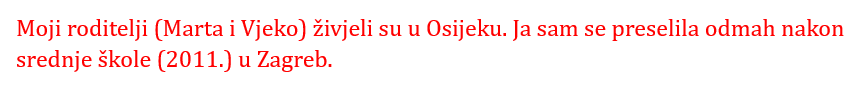 Moji roditelji (Marta i Vjeko) živjeli su u Osijeku. Ja sam se preselila odmah nakon
srednje škole (2011.) u Zagreb.